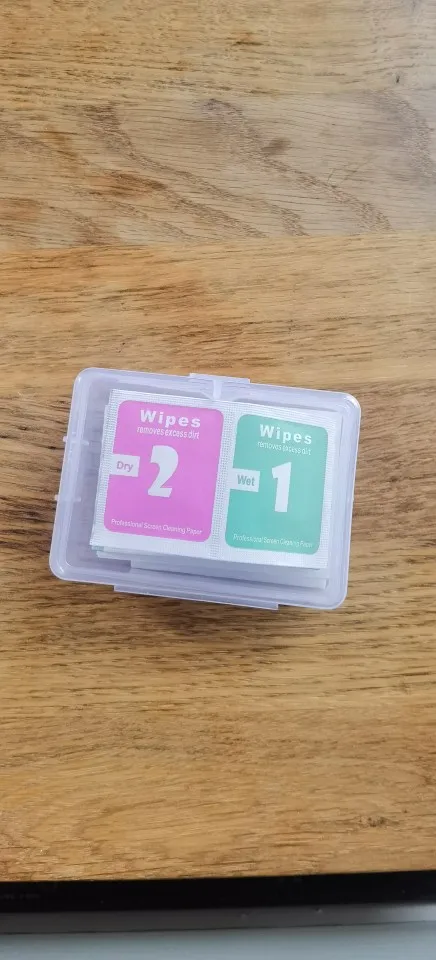 Wipes
removes excess dirt
Dry
2
Professional Screen Cleaning Paper
Wipes
removes excess dirt
Wet
1
Professional Screen Cleaning Paper